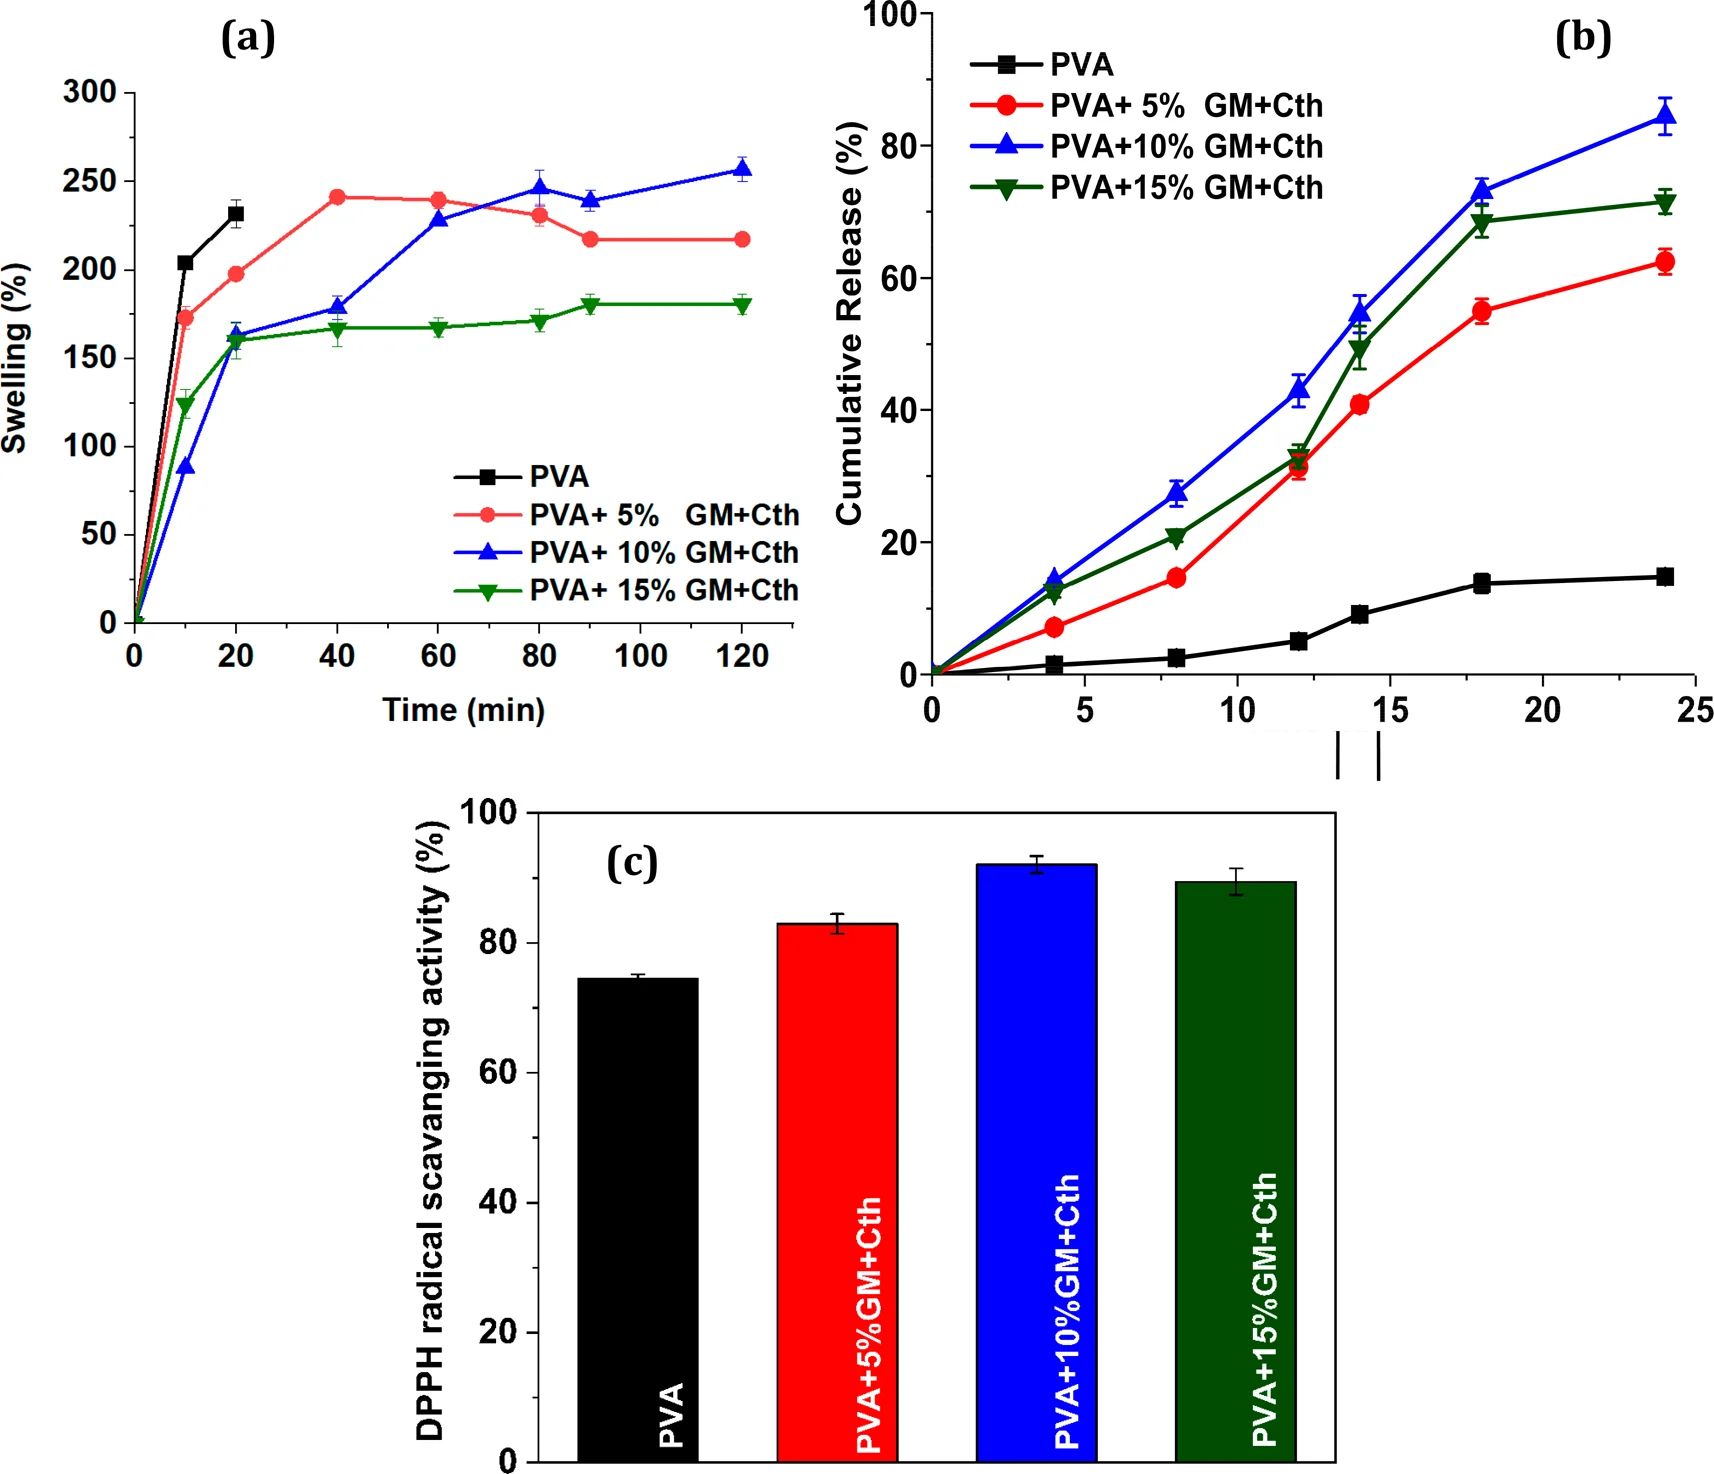 (a)
300
250
200
150
100
50
0
Swelling (%)
0 20 40 60 80 100 120
Time (min)
PVA
PVA+ 5% GM+Cth
PVA+ 10% GM+Cth
PVA+ 15% GM+Cth
(b)
100
80
60
40
20
0
Cumulative Release (%)
0 5 10 15 20 25
PVA
PVA+ 5% GM+Cth
PVA+10% GM+Cth
PVA+15% GM+Cth
(c)
100
80
60
40
20
0
DPPH radical scavanging activity (%)
PVA
PVA+5%GM+Cth
PVA+10%GM+Cth
PVA+15%GM+Cth